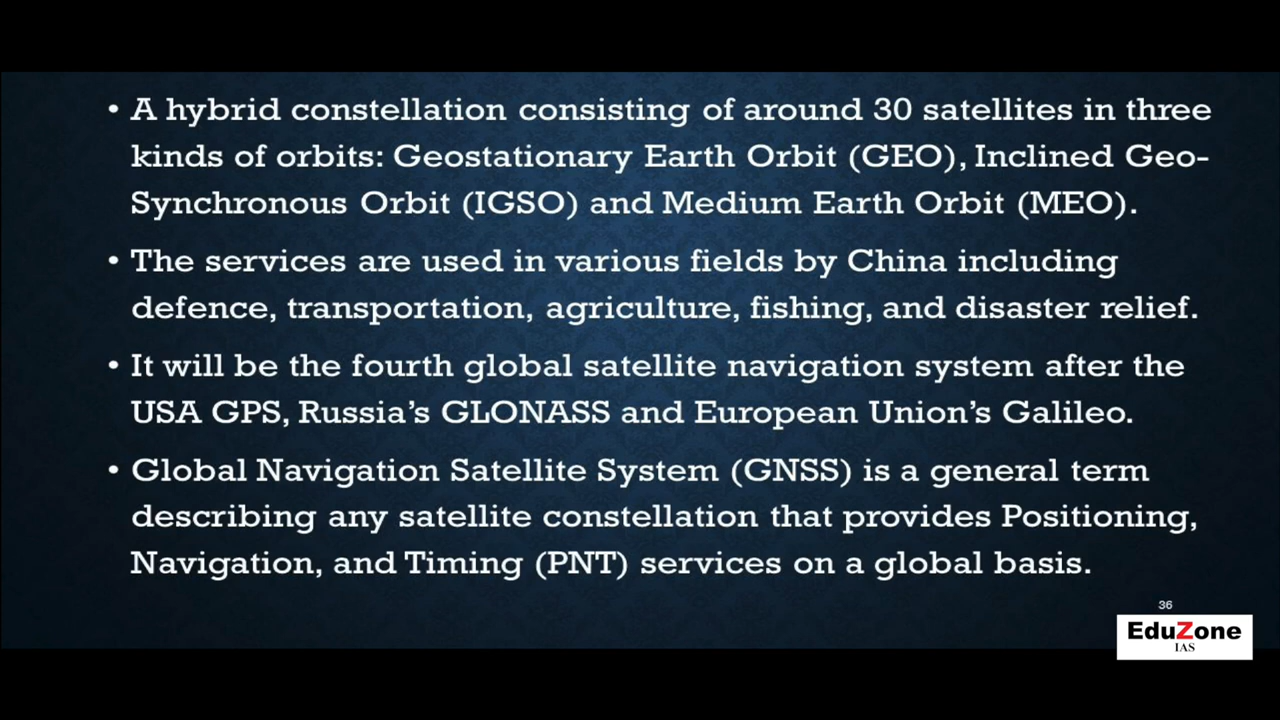 • A hybrid constellation consisting of around 30 satellites in three
kinds of orbits: Geostationary Earth Orbit (GEO), Inclined Geo-
Synchronous Orbit (IGSO) and Medium Earth Orbit (MEO).
• The services are used in various fields by China including
defence, transportation, agriculture, fishing, and disaster relief.
• It will be the fourth global satellite navigation system after the
USA GPS, Russia's GLONASS and European Union's Galileo.
• Global Navigation Satellite System (GNSS) is a general term
describing any satellite constellation that provides Positioning,
Navigation, and Timing (PNT) services on a global basis.
36
EduZone
IAS